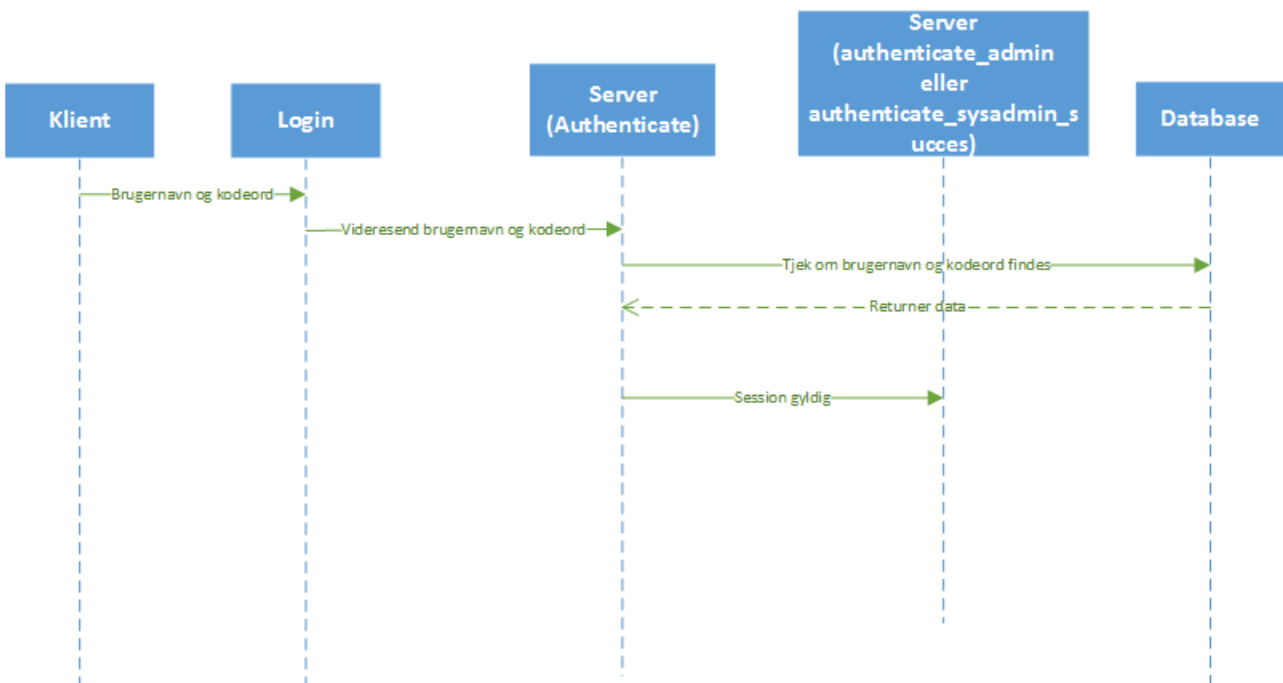 Klient
Login
Server
(Authenticate)
Server
(authenticate_admin
eller
authenticate_sysadmin_s
ucces)
Database
Brugernavn og kodeord
Videresend brugernavn og kodeord
Tjek om brugernavn og kodeord findes
Returner data
Session gyldig